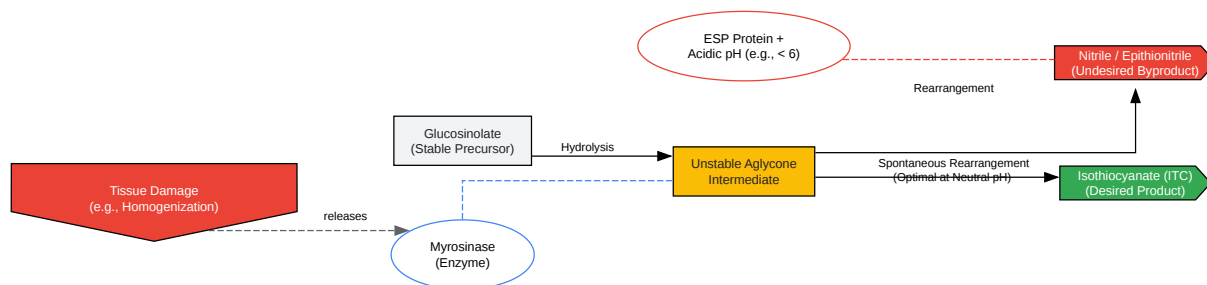 ESP Protein +
Acidic pH (e.g., < 6)
Nitrile / Epithionitrile
(Undesired Byproduct)
Rearrangement
Glucosinolate
(Stable Precursor)
Hydrolysis
Unstable Aglycone
Intermediate
Spontaneous Rearrangement
(Optimal at Neutral pH)
Isothiocyanate (ITC)
(Desired Product)
Tissue Damage
(e.g., Homogenization)
releases
Myrosinase
(Enzyme)